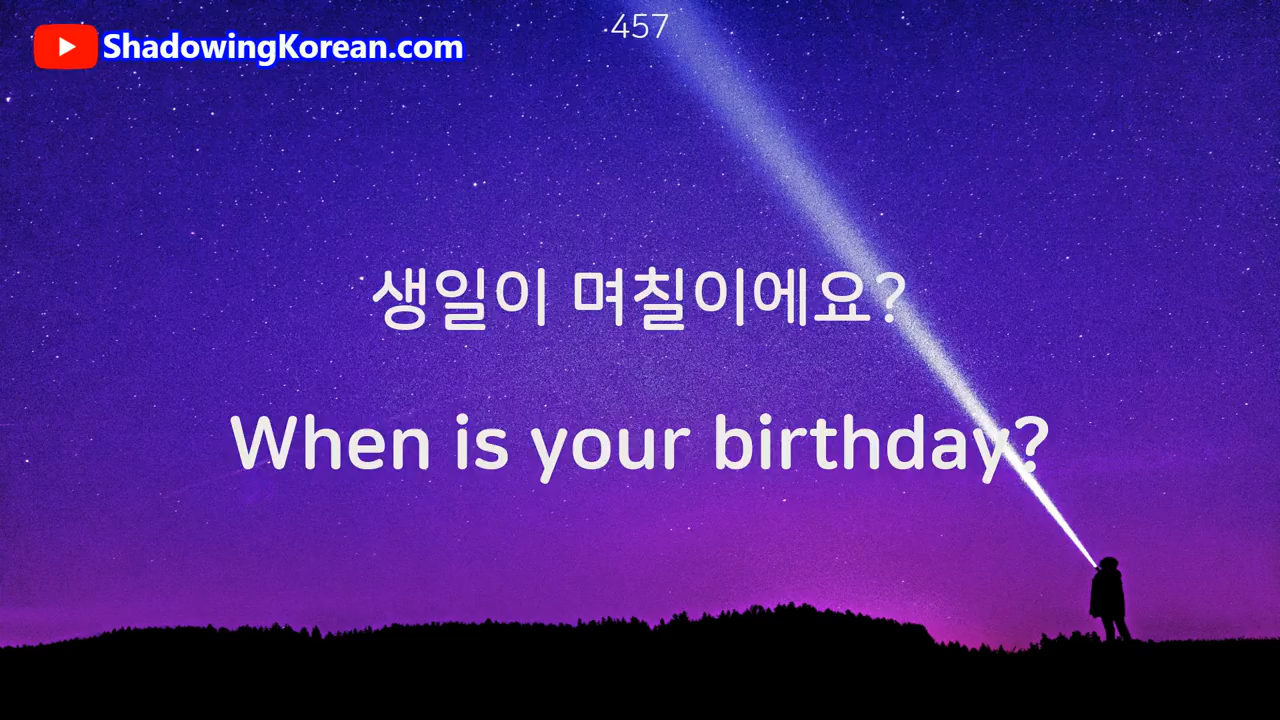 457
ShadowingKorean.com
생일이 며칠이에요?
When is your birthday?